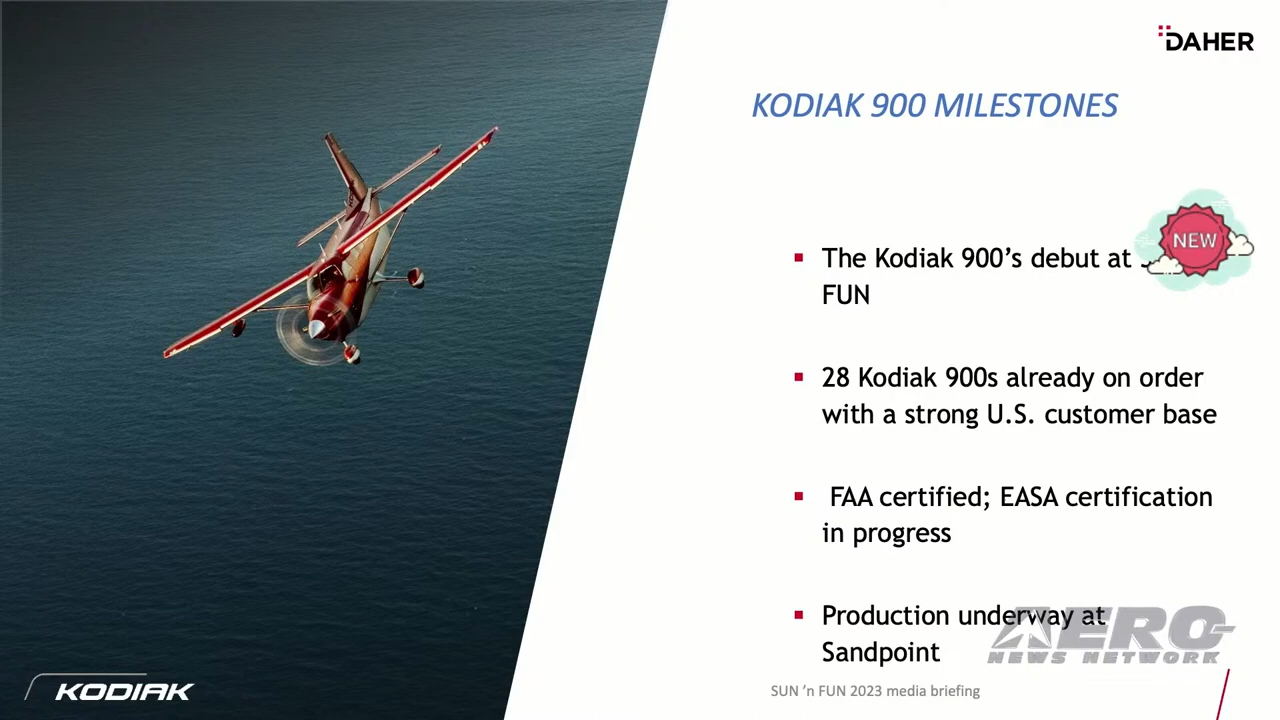 DAHER
KODIAK 900 MILESTONES
NEW
The Kodiak 900’s debut at
FUN
28 Kodiak 900s already on order
with a strong U.S. customer base
FAA certified; EASA certification
in progress
Production underway at
Sandpoint
AERO
NEWS NETWORK
KODIAK
SUN ’n FUN 2023 media briefing